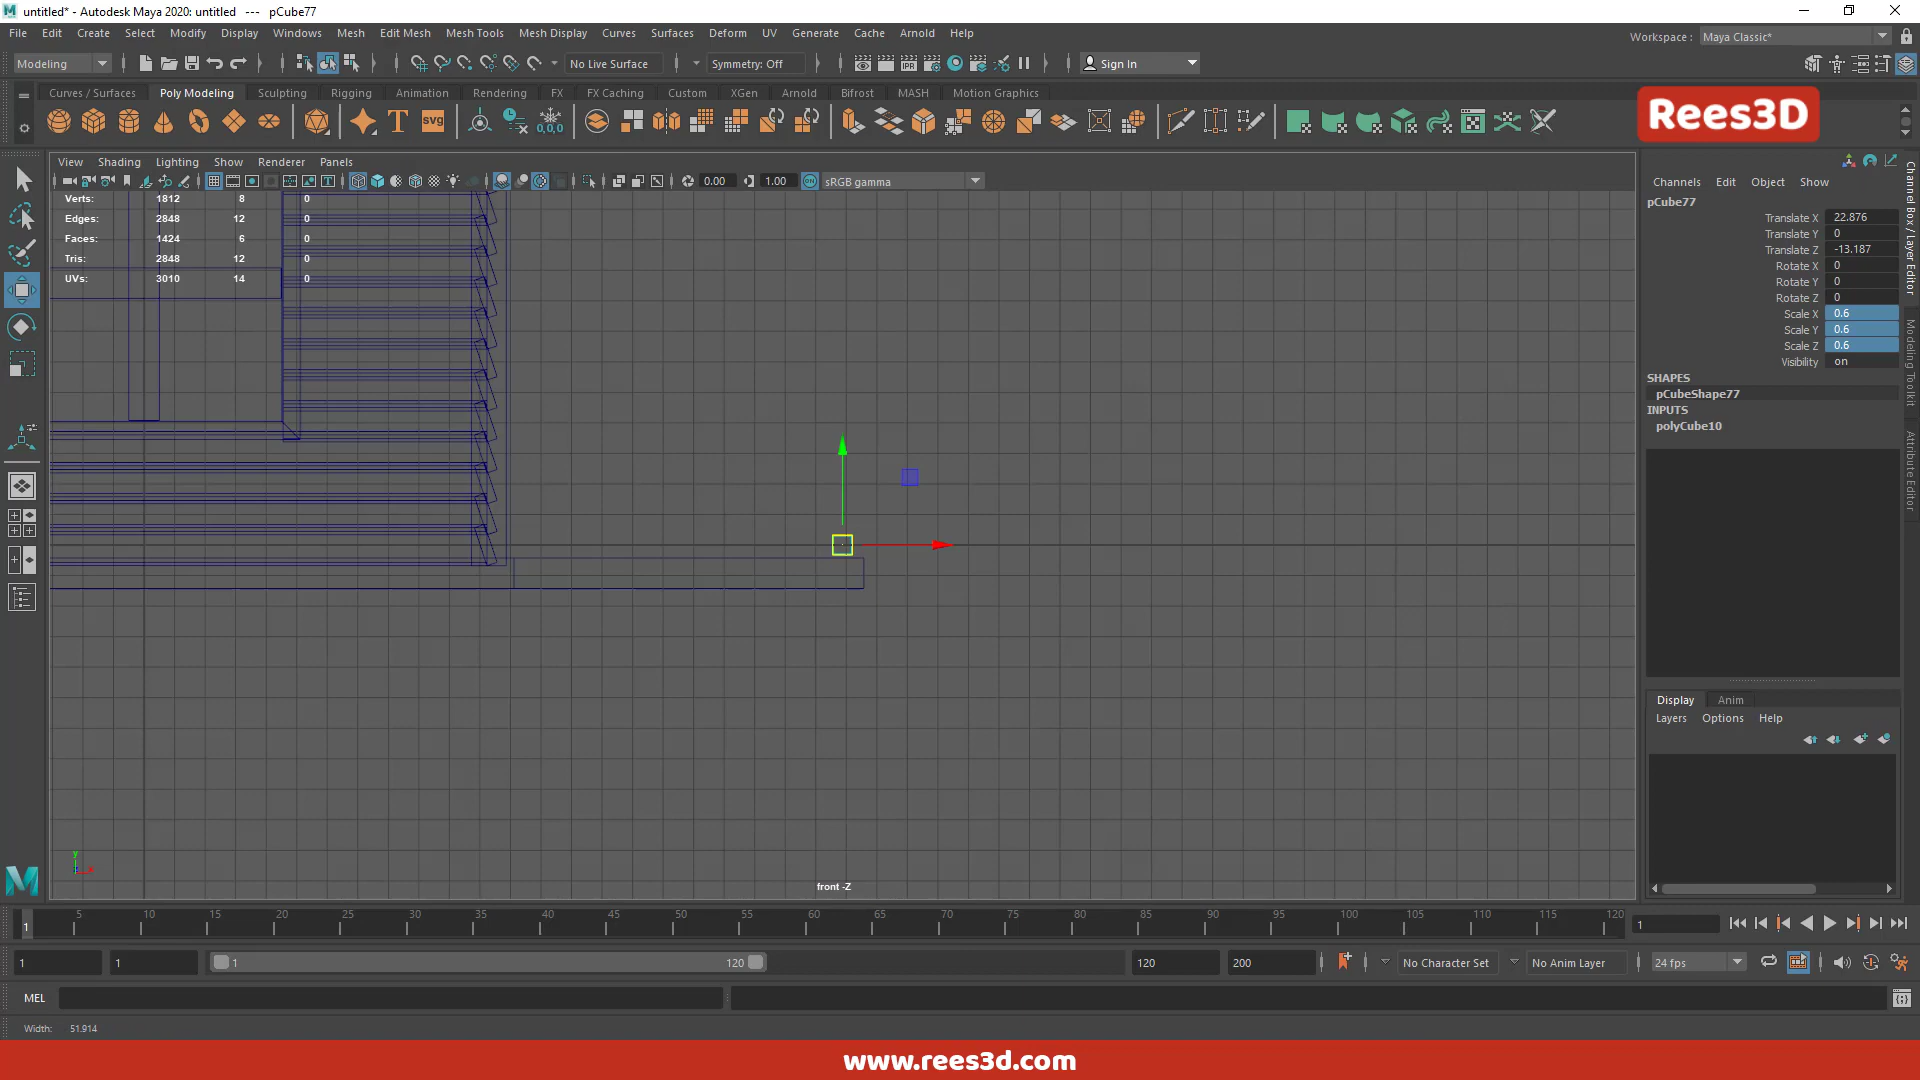 untitled* - Autodesk Maya 2020: untitled   ---   pCube77
File Edit Create Select Modify Display Windows Mesh Edit Mesh Mesh Tools Mesh Display Curves Surfaces Deform UV Generate Cache Arnold Help
Workspace : Maya Classic*
Modeling No Live Surface Symmetry: Off Sign In
Curves / Surfaces Poly Modeling Sculpting Rigging Animation Rendering FX FX Caching Custom XGen Arnold Bifrost MASH Motion Graphics
Rees3D
View Shading Lighting Show Renderer Panels
0.00 1.00 sRGB gamma
Verts: 1812 8 0
Edges: 2848 12 0
Faces: 1424 6 0
Tris: 2848 12 0
UVs: 3010 14 0
front -Z
Channels Edit Object Show
pCube77
Translate X 22.876
Translate Y 0
Translate Z -13.187
Rotate X 0
Rotate Y 0
Rotate Z 0
Scale X 0.6
Scale Y 0.6
Scale Z 0.6
Visibility on
SHAPES
pCubeShape77
INPUTS
polyCube10
Channel Box / Layer Editor
Modeling Toolkit
Attribute Editor
Display Anim
Layers Options Help
1 5 10 15 20 25 30 35 40 45 50 55 60 65 70 75 80 85 90 95 100 105 110 115 120
1
1 1 1 120 120 200 No Character Set No Anim Layer 24 fps
MEL
Width: 51.914
www.rees3d.com